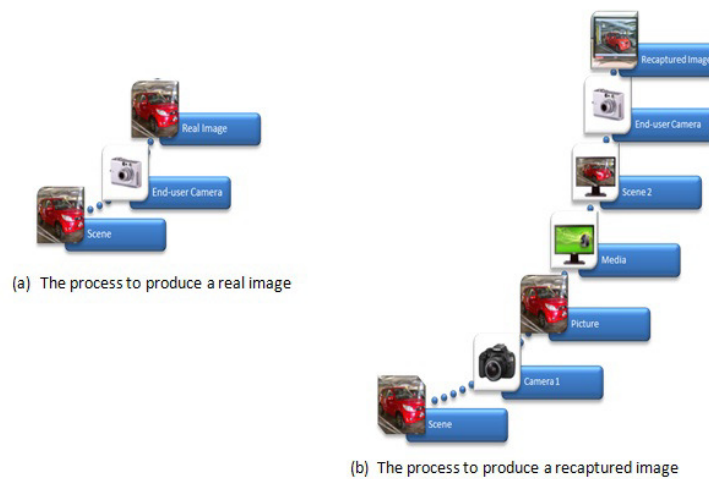 Real Image
End-user Camera
Scene
(a) The process to produce a real image
Recaptured Image
End-user Camera
Scene 2
Media
Picture
Camera 1
Scene
(b) The process to produce a recaptured image